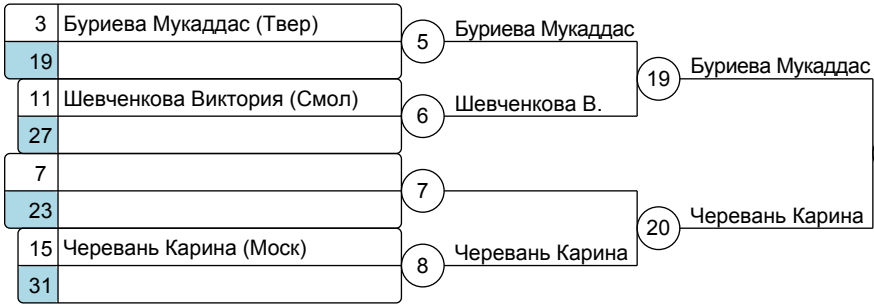 3 Буриева Мукаддас (Твер)
19
11 Шевченкова Виктория (Смол)
27
7
23
15 Черевань Карина (Моск)
31
5 Буриева Мукаддас
6 Шевченкова В.
7
8 Черевань Карина
19 Буриева Мукаддас
20 Черевань Карина